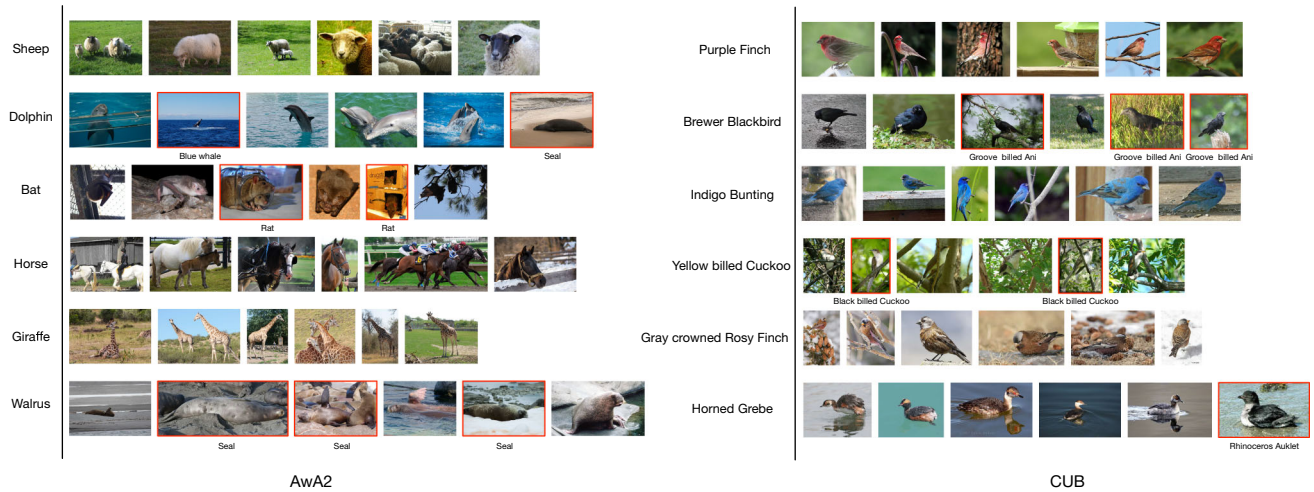 Sheep
Dolphin
Blue whale
Seal
Bat
Rat
Rat
Horse
Giraffe
Walrus
Seal
Seal
Seal
AwA2
Purple Finch
Brewer Blackbird
Groove billed Ani
Groove billed Ani
Groove billed Ani
Indigo Bunting
Yellow billed Cuckoo
Black billed Cuckoo
Black billed Cuckoo
Gray crowned Rosy Finch
Horned Grebe
Rhinoceros Auklet
CUB